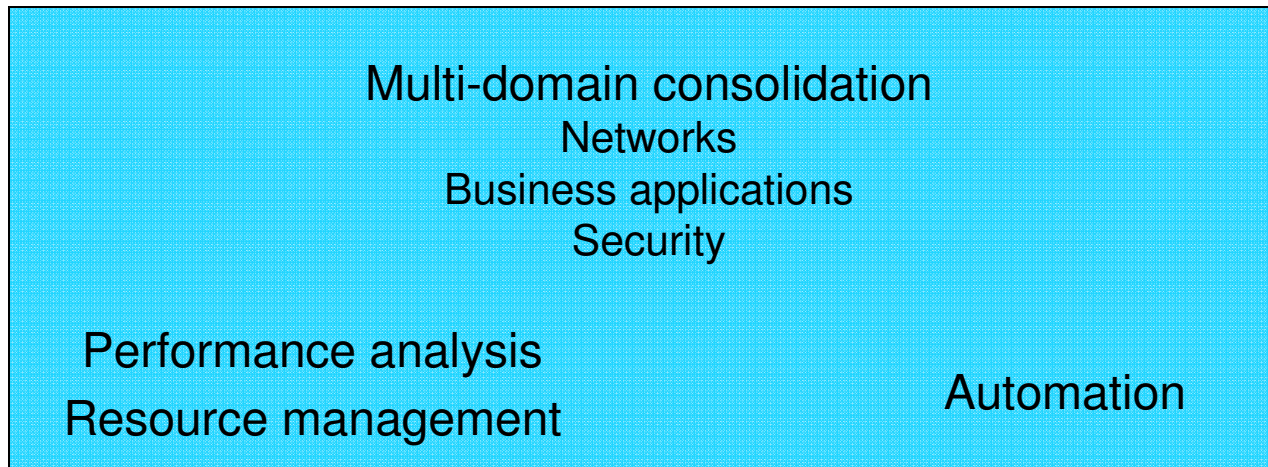 Multi-domain consolidation
Networks
Business applications
Security
Performance analysis
Resource management
Automation